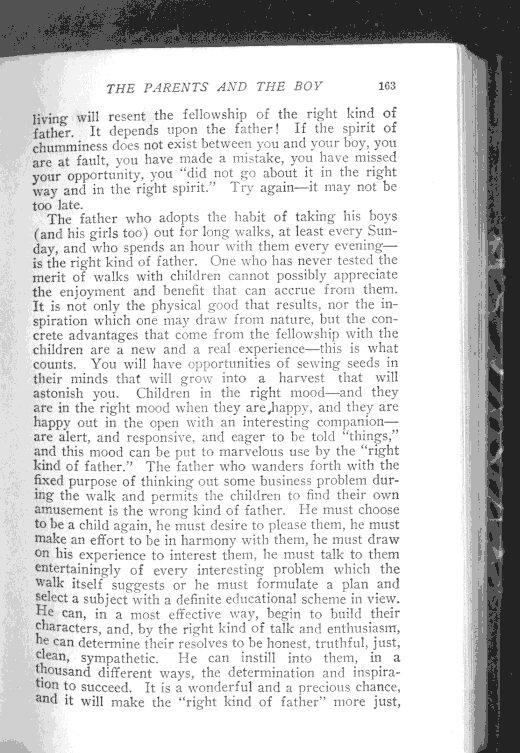 THE PARENTS AND THE BOY 163
living will resent the fellowship of the right kind of
father. It depends upon the father! If the spirit of
chumminess does not exist between you and your boy, you
are at fault, you have made a mistake, you have missed
your opportunity, you "did not go about it in the right
way and in the right spirit." Try again—it may not be
too late.
The father who adopts the habit of taking his boys
(and his girls too) out for long walks, at least every Sun-
day, and who spends an hour with them every evening—
is the right kind of father. One who has never tested the
merit of walks with children cannot possibly appreciate
the enjoyment and benefit that can accrue from them.
It is not only the physical good that results, nor the in-
spiration which one may draw from nature, but the con-
crete advantages that come from the fellowship with the
children are a new and a real experience—this is what
counts. You will have opportunities of sewing seeds in
their minds that will grow into a harvest that will
astonish you. Children in the right mood—and they
are in the right mood when they are happy, and they are
happy out in the open with an interesting companion—
are alert, and responsive, and eager to be told "things,"
and this mood can be put to marvelous use by the "right
kind of father." The father who wanders forth with the
fixed purpose of thinking out some business problem dur-
ing the walk and permits the children to find their own
amusement is the wrong kind of father. He must choose
to be a child again, he must desire to please them, he must
make an effort to be in harmony with them, he must draw
on his experience to interest them, he must talk to them
entertainingly of every interesting problem which the
walk itself suggests or he must formulate a plan and
select a subject with a definite educational scheme in view.
He can, in a most effective way, begin to build their
characters, and, by the right kind of talk and enthusiasm,
he can determine their resolves to be honest, truthful, just,
clean, sympathetic. He can instill into them, in a
thousand different ways, the determination and inspira-
tion to succeed. It is a wonderful and a precious chance,
and it will make the "right kind of father" more just,